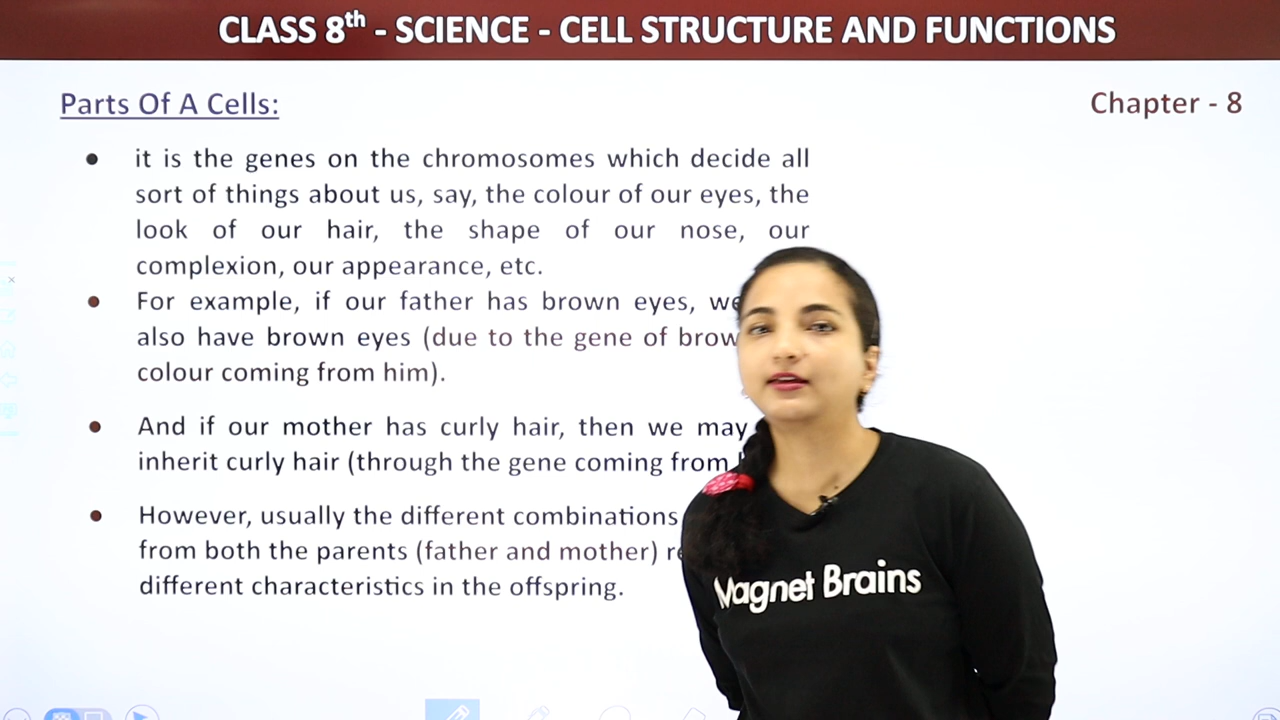 CLASS 8th - SCIENCE - CELL STRUCTURE AND FUNCTIONS
Parts Of A Cells:
Chapter - 8
● it is the genes on the chromosomes which decide all
sort of things about us, say, the colour of our eyes, the
look of our hair, the shape of our nose, our
complexion, our appearance, etc.
● For example, if our father has brown eyes, we
also have brown eyes (due to the gene of
colour coming from him).
● And if our mother has curly hair, then we may
inherit curly hair (through the gene coming from
● However, usually the different combinations
from both the parents (father and mother)
different characteristics in the offspring.
Magnet Brains